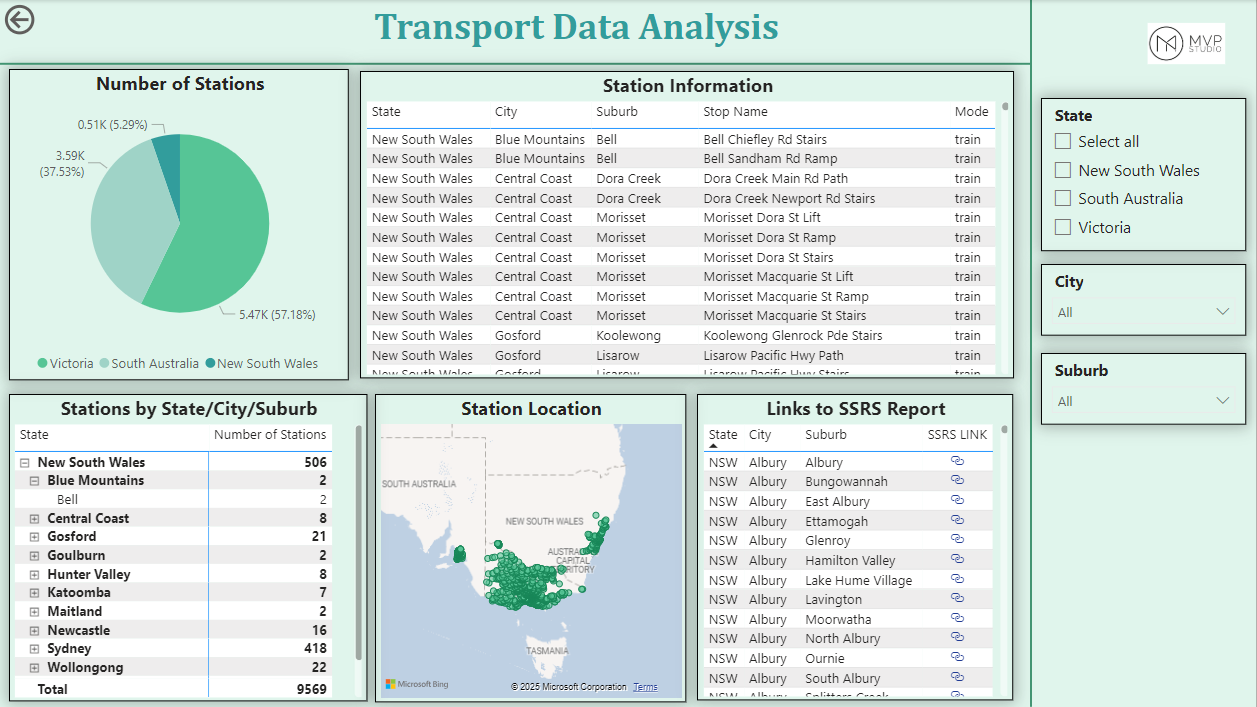 Transport Data Analysis
MVP
STUDIO
Number of Stations
0.51K (5.29%)
3.59K
(37.53%)
5.47K (57.18%)
Victoria South Australia New South Wales
Station Information
State City Suburb Stop Name Mode
New South Wales Blue Mountains Bell Bell Chiefley Rd Stairs train
New South Wales Blue Mountains Bell Bell Sandham Rd Ramp train
New South Wales Central Coast Dora Creek Dora Creek Main Rd Path train
New South Wales Central Coast Dora Creek Dora Creek Newport Rd Stairs train
New South Wales Central Coast Morisset Morisset Dora St Lift train
New South Wales Central Coast Morisset Morisset Dora St Ramp train
New South Wales Central Coast Morisset Morisset Dora St Stairs train
New South Wales Central Coast Morisset Morisset Macquarie St Lift train
New South Wales Central Coast Morisset Morisset Macquarie St Ramp train
New South Wales Central Coast Morisset Morisset Macquarie St Stairs train
New South Wales Gosford Koolewong Koolewong Glenrock Pde Stairs train
New South Wales Gosford Lisarow Lisarow Pacific Hwy Path train
New South Wales Gosford Lisarow Lisarow Pacific Hwy Stairs train
State
Select all
New South Wales
South Australia
Victoria
City
All
Suburb
All
Stations by State/City/Suburb
State Number of Stations
New South Wales 506
Blue Mountains 2
Bell 2
Central Coast 8
Gosford 21
Goulburn 2
Hunter Valley 8
Katoomba 7
Maitland 2
Newcastle 16
Sydney 418
Wollongong 22
Total 9569
Station Location
SOUTH AUSTRALIA
NEW SOUTH WALES
AUSTRALIAN
CAPITAL
TERRITORY
TASMANIA
Microsoft Bing
© 2025 Microsoft Corporation Terms
Links to SSRS Report
State City Suburb SSRS LINK
NSW Albury Albury
NSW Albury Bungowannah
NSW Albury East Albury
NSW Albury Ettamogah
NSW Albury Glenroy
NSW Albury Hamilton Valley
NSW Albury Lake Hume Village
NSW Albury Lavington
NSW Albury Moorwatha
NSW Albury North Albury
NSW Albury Ournie
NSW Albury South Albury
NSW Albury Splitters Creek